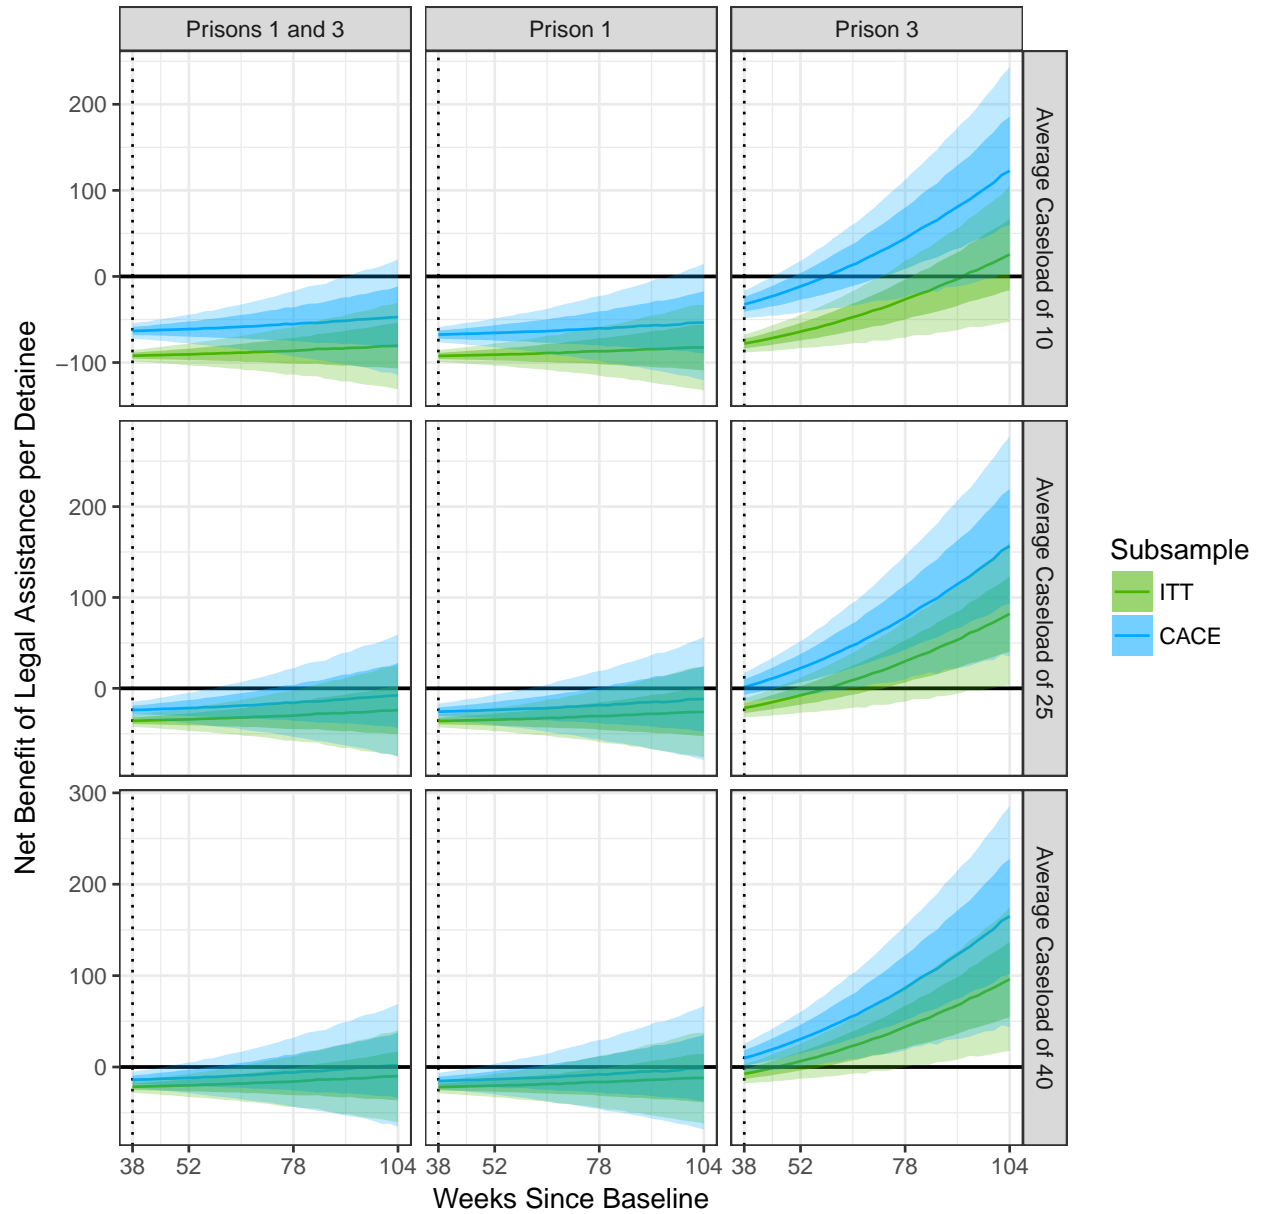 Prisons 1 and 3
Prison 1
Prison 3
200
100
0
−100
Average Caseload of 10
200
100
0
Average Caseload of 25
300
200
100
0
Average Caseload of 40
38 52 78 104
38 52 78 104
38 52 78 104
Weeks Since Baseline
Net Benefit of Legal Assistance per Detainee
Subsample
ITT
CACE